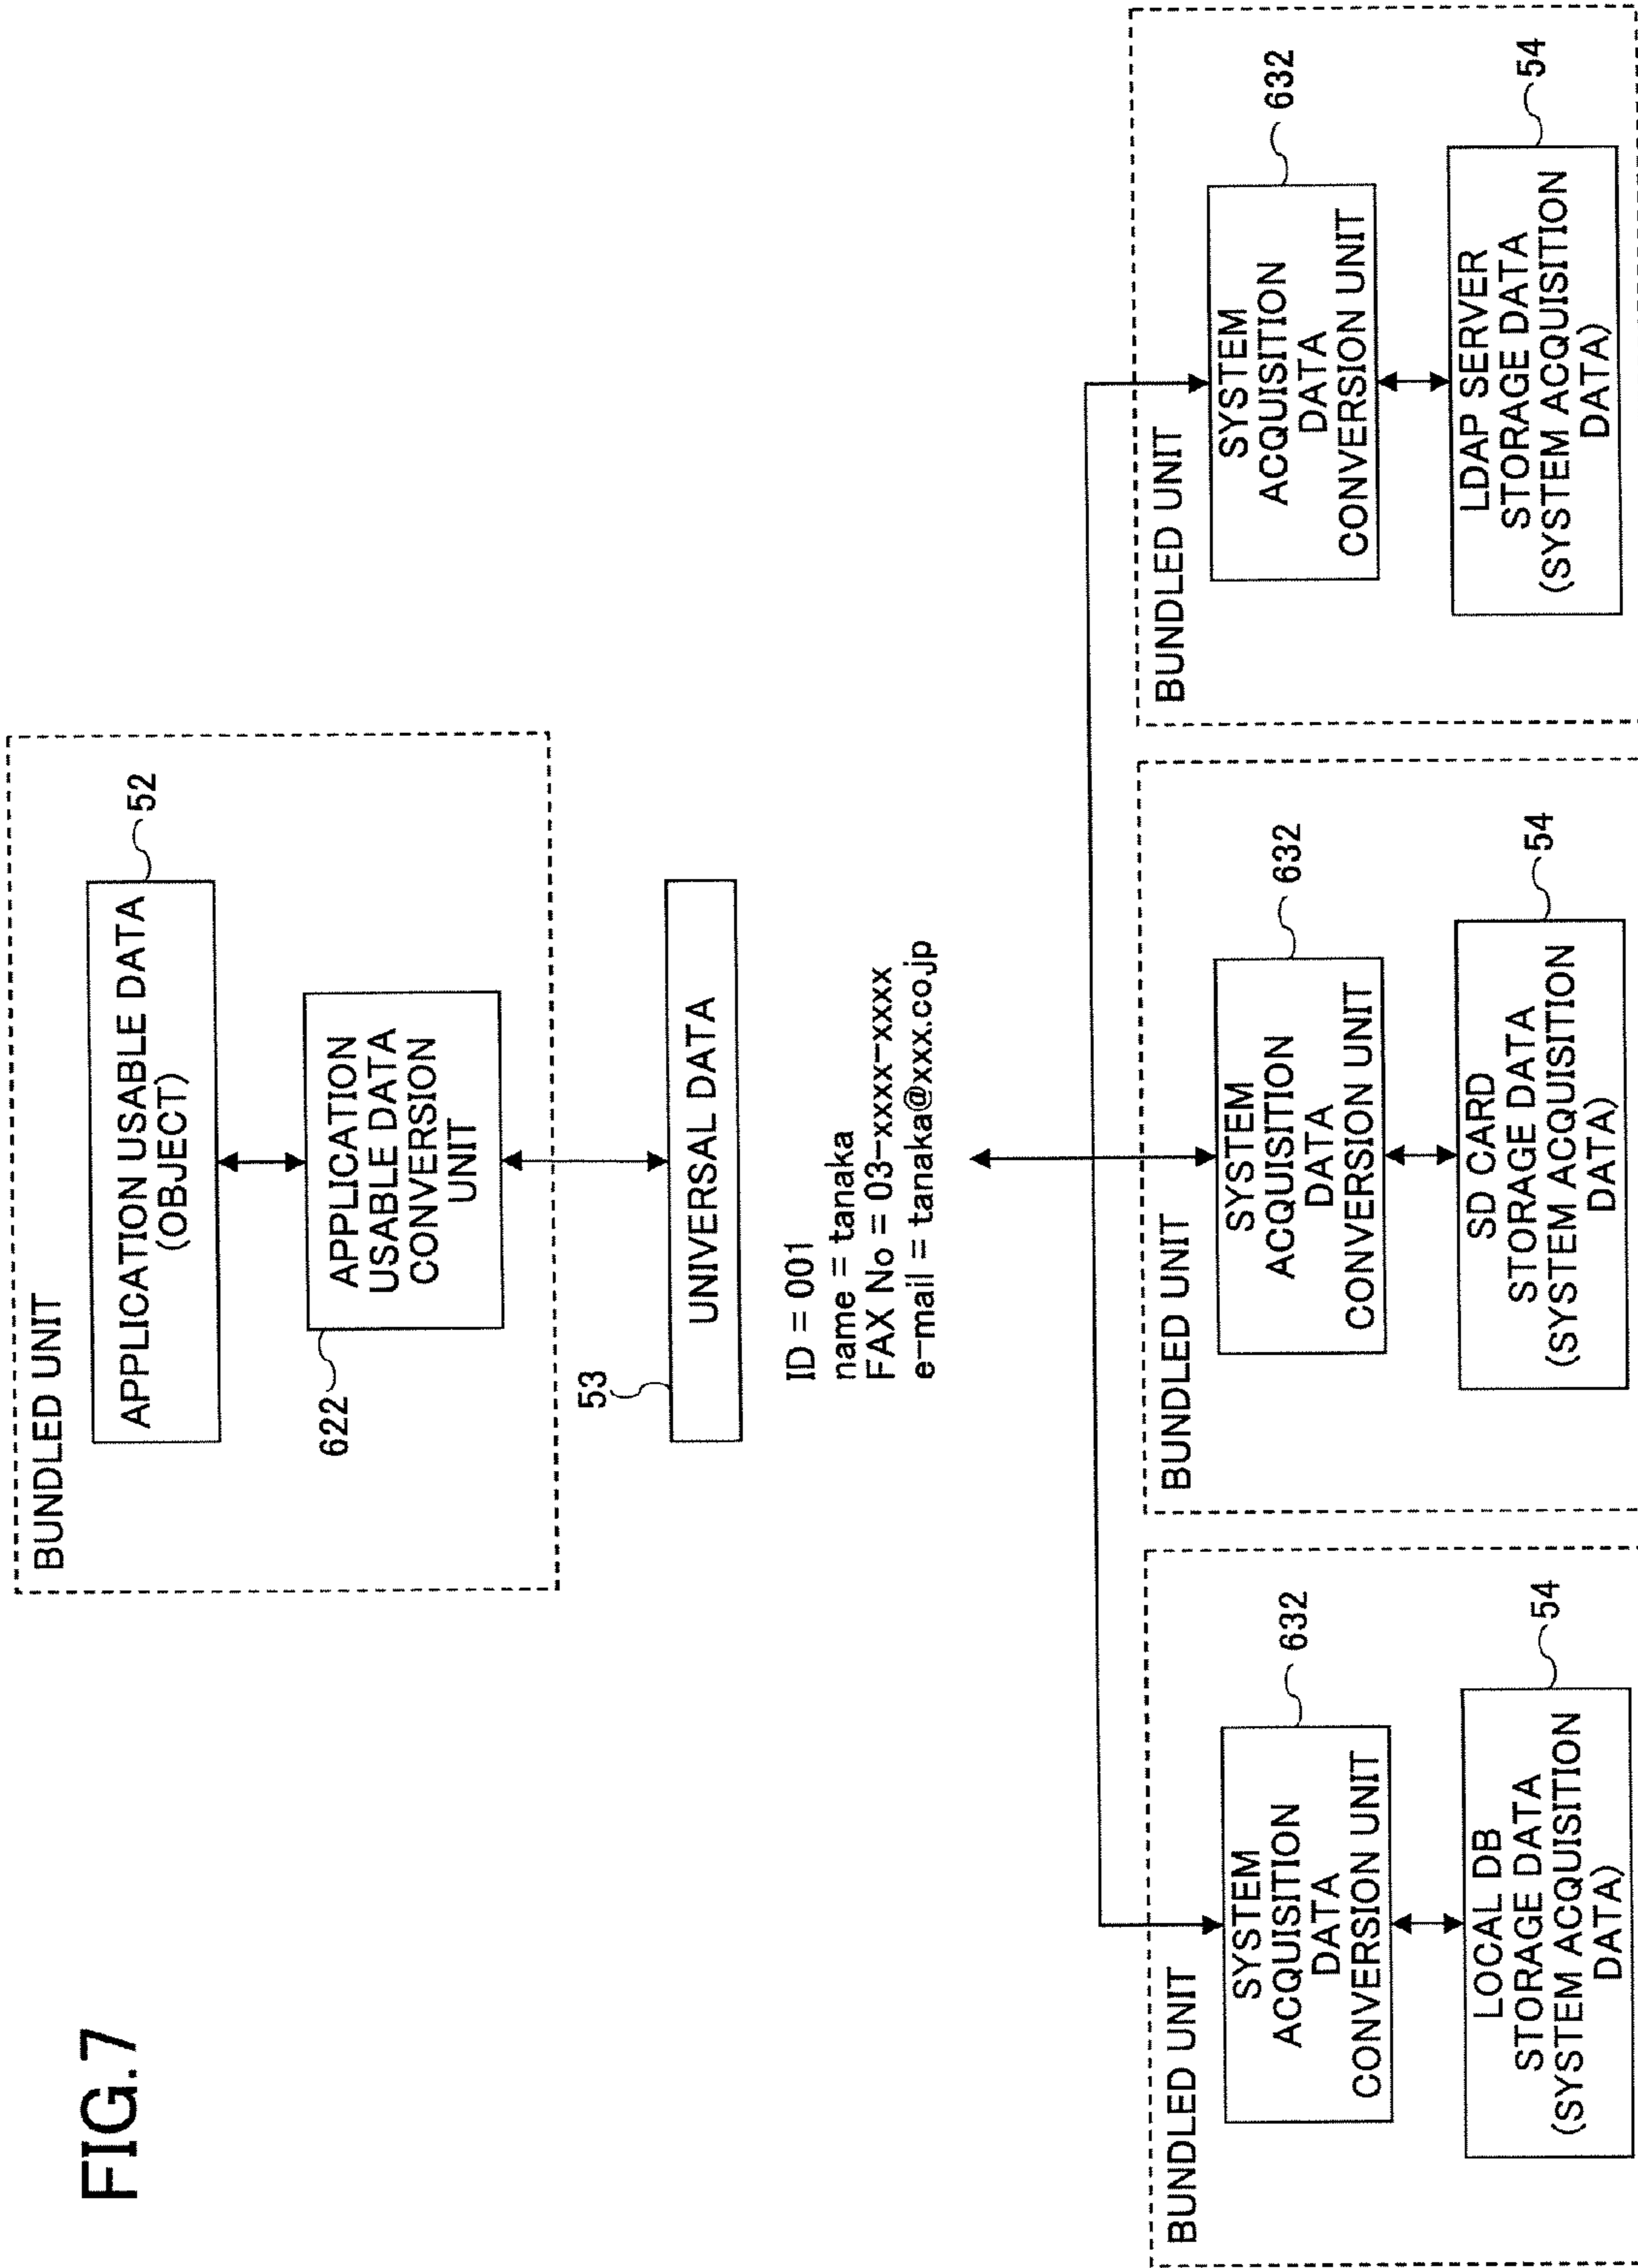 FIG.7
BUNDLED UNIT
APPLICATION USABLE DATA
(OBJECT)
52
APPLICATION
USABLE DATA
CONVERSION
UNIT
622
53
UNIVERSAL DATA
ID = 001
name = tanaka
FAX No = 03-xxxx-xxxx
e-mail = tanaka@xxx.co.jp
BUNDLED UNIT
SYSTEM
ACQUISITION
DATA
CONVERSION UNIT
632
LOCAL DB
STORAGE DATA
(SYSTEM ACQUISITION
DATA)
54
BUNDLED UNIT
SYSTEM
ACQUISITION
DATA
CONVERSION UNIT
632
SD CARD
STORAGE DATA
(SYSTEM ACQUISITION
DATA)
54
BUNDLED UNIT
SYSTEM
ACQUISITION
DATA
CONVERSION UNIT
632
LDAP SERVER
STORAGE DATA
(SYSTEM ACQUISITION
DATA)
54